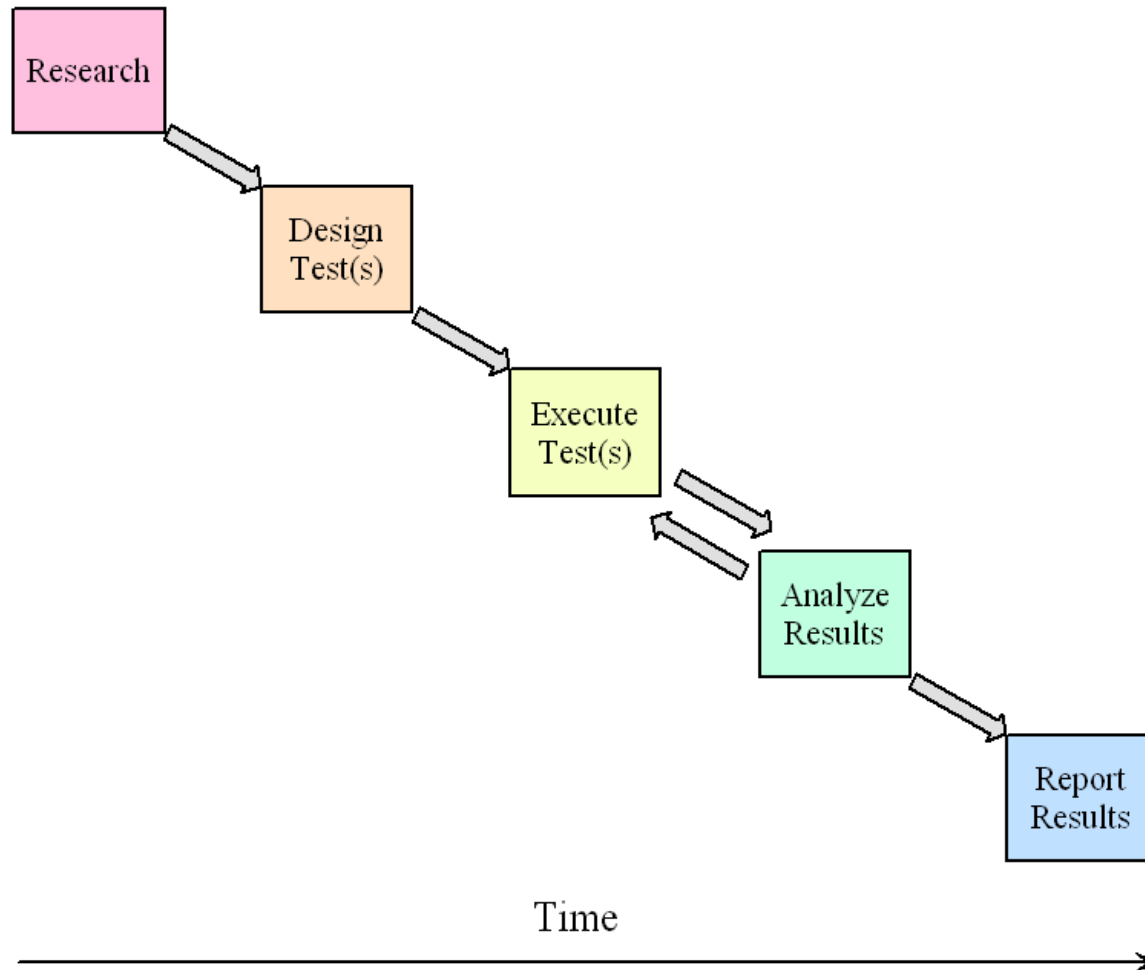 Research
Design
Test(s)
Execute
Test(s)
Analyze
Results
Report
Results
Time